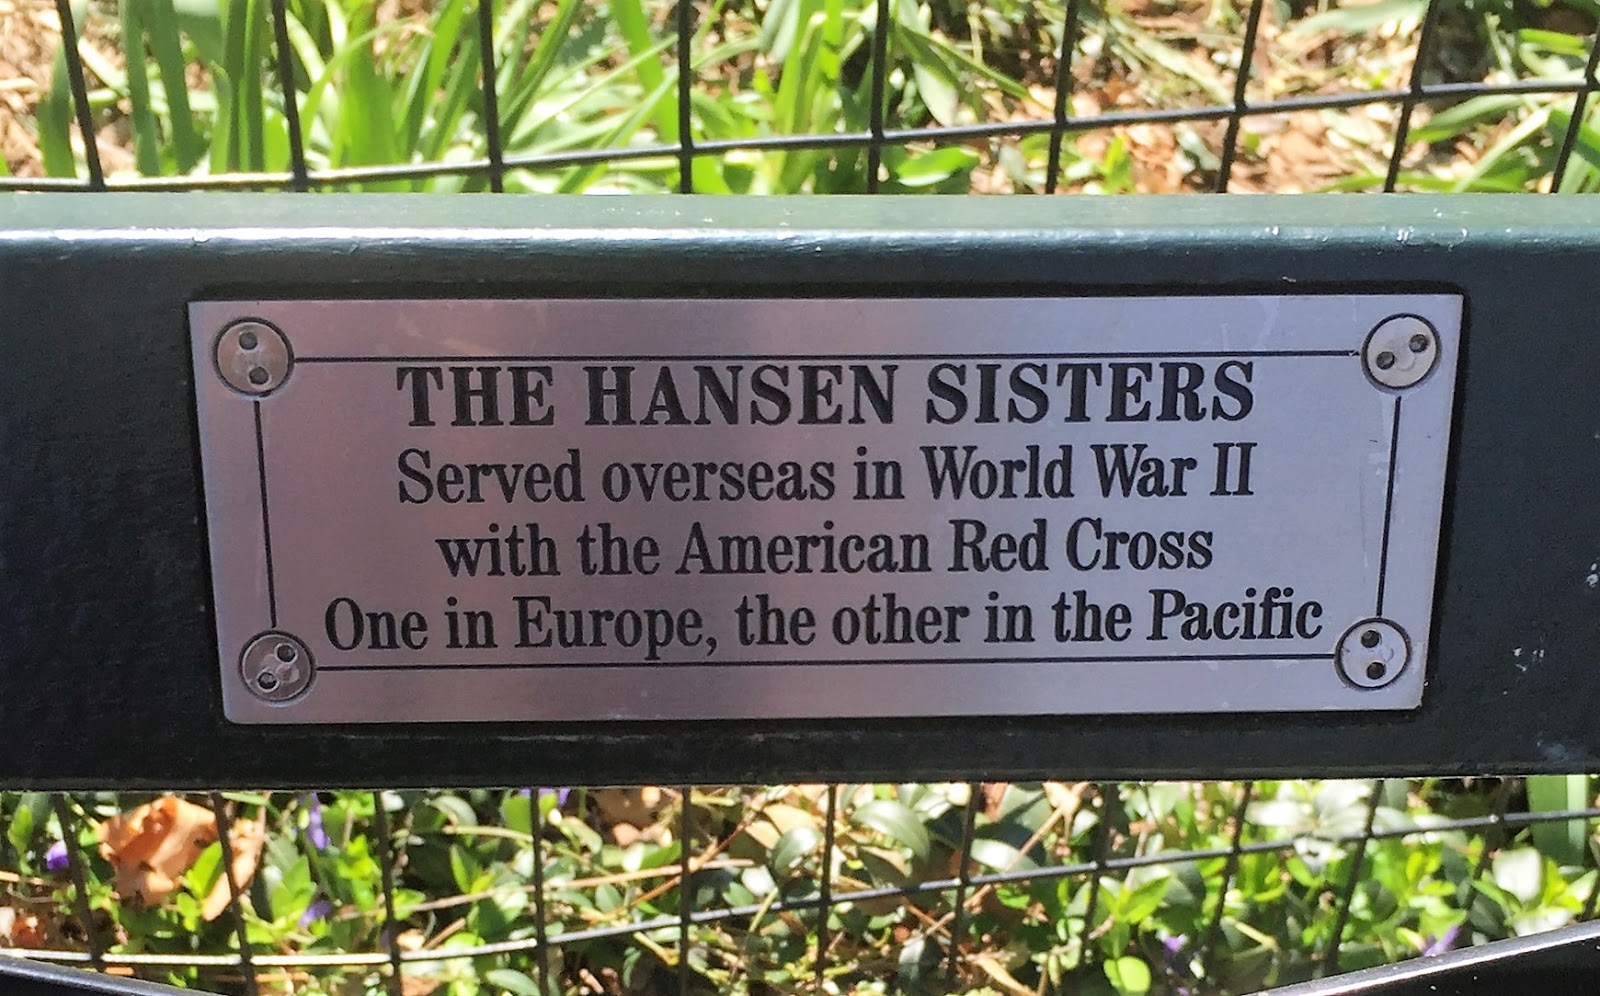 THE HANSEN SISTERS
Served overseas in World War II
with the American Red Cross
One in Europe, the other in the Pacific